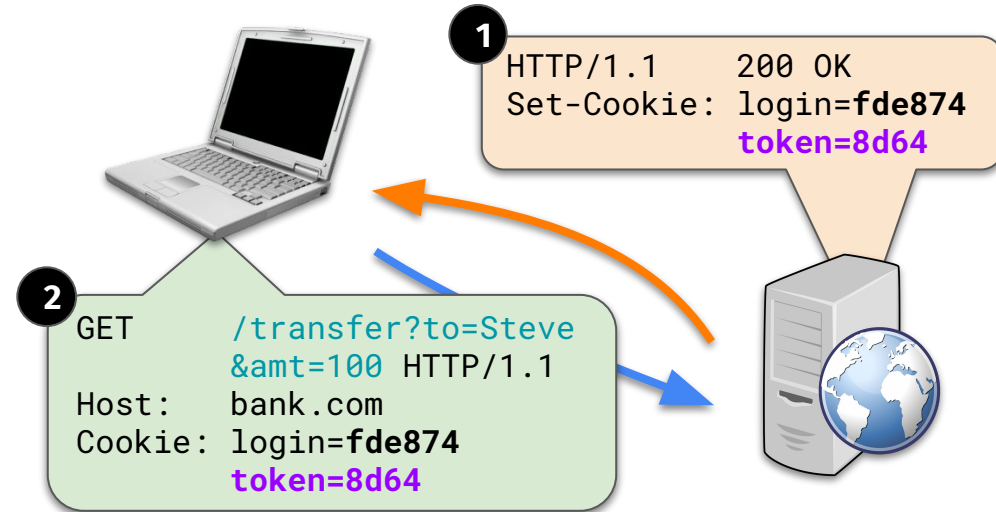 1
HTTP/1.1 200 OK
Set-Cookie: login=fde874
token=8d64
2
GET /transfer?to=Steve
&amt=100 HTTP/1.1
Host: bank.com
Cookie: login=fde874
token=8d64